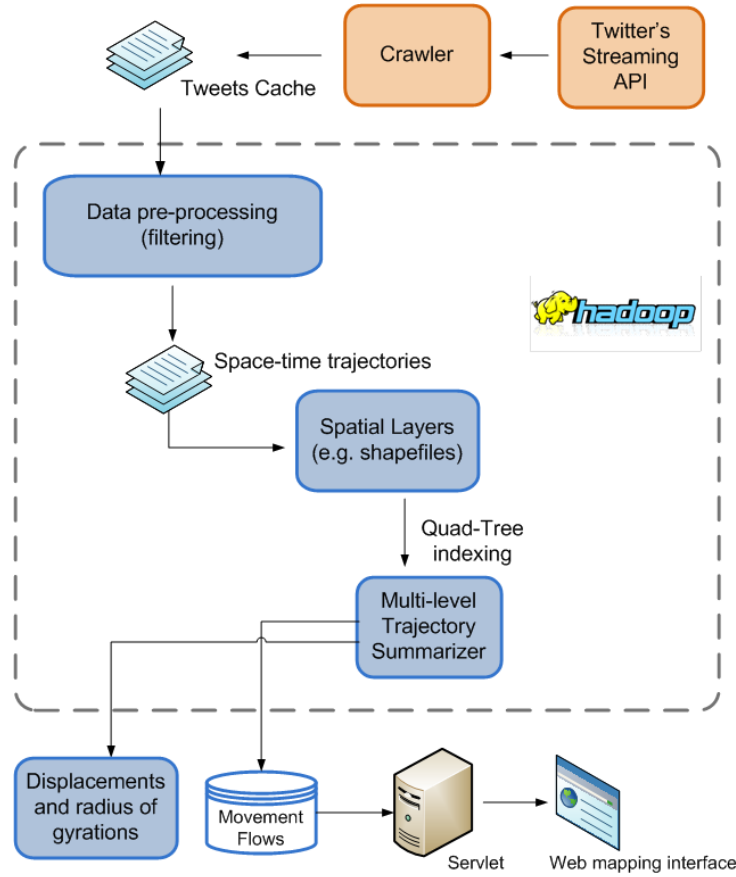 Twitter's
Streaming
API
Crawler
Tweets Cache
Data pre-processing
(filtering)
hadoop
Space-time trajectories
Spatial Layers
(e.g. shapefiles)
Quad-Tree
indexing
Multi-level
Trajectory
Summarizer
Displacements
and radius of
gyrations
Movement
Flows
Servlet
Web mapping interface